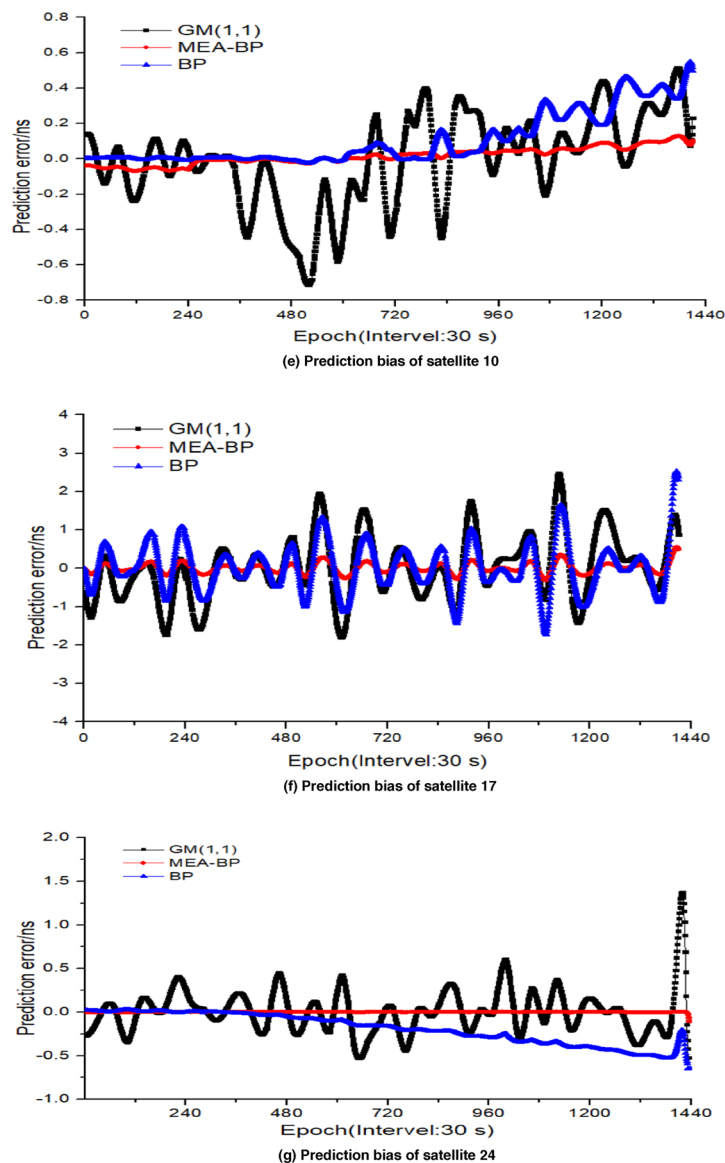 0.8
0.6
0.4
0.2
0.0
-0.2
-0.4
-0.6
-0.8
Prediction error/ns
GM(1,1)
MEA-BP
BP
0 240 480 720 960 1200 1440
Epoch(Intervel:30 s)
(e) Prediction bias of satellite 10
4
3
2
1
0
-1
-2
-3
-4
Prediction error/ns
GM(1,1)
MEA-BP
BP
0 240 480 720 960 1200 1440
Epoch(Intervel:30 s)
(f) Prediction bias of satellite 17
2.0
1.5
1.0
0.5
0.0
-0.5
-1.0
Prediction error/ns
GM(1,1)
MEA-BP
BP
240 480 720 960 1200 1440
Epoch(Intervel:30 s)
(g) Prediction bias of satellite 24